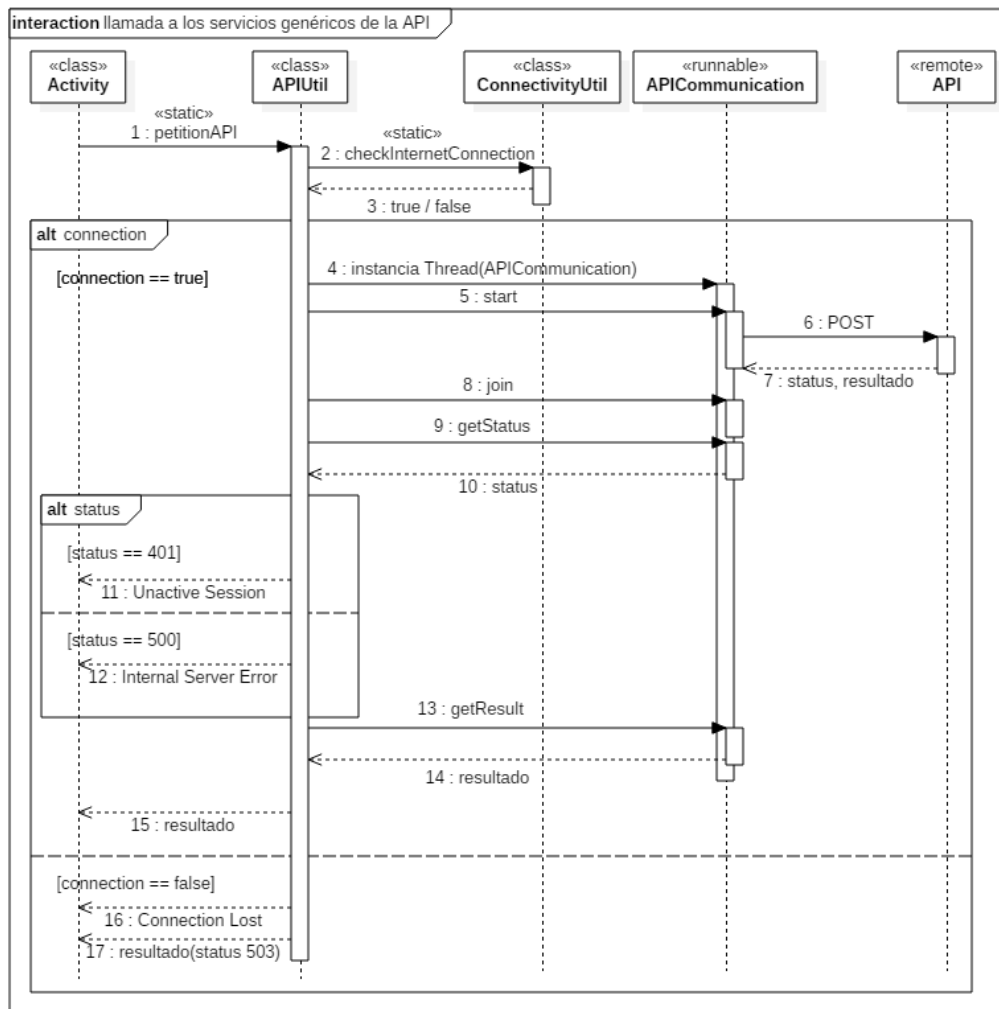 interaction llamada a los servicios genéricos de la API
«class»
Activity
«class»
APIUtil
«class»
ConnectivityUtil
«runnable»
APICommunication
«remote»
API
«static»
1 : petitionAPI
«static»
2 : checkInternetConnection
3 : true / false
alt connection
[connection == true]
4 : instancia Thread(APICommunication)
5 : start
6 : POST
7 : status, resultado
8 : join
9 : getStatus
10 : status
alt status
[status == 401]
11 : Unactive Session
[status == 500]
12 : Internal Server Error
13 : getResult
14 : resultado
15 : resultado
[connection == false]
16 : Connection Lost
17 : resultado(status 503)